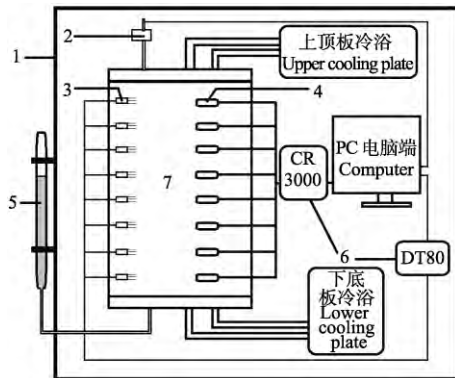 1
2
3
4
5
6
7
上顶板冷浴
Upper cooling plate
CR
3000
PC 电脑端
Computer
DT80
下底
板冷浴
Lower
cooling
plate